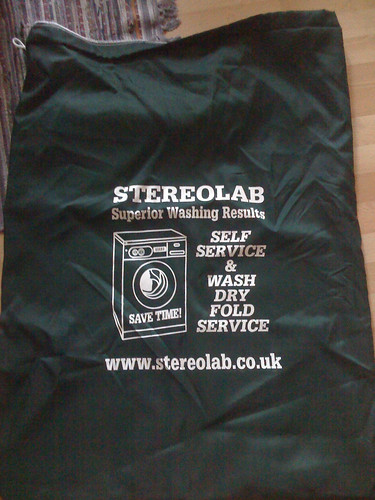 STEREOLAB
Superior Washing Results
SELF
SERVICE
&
WASH
DRY
FOLD
SERVICE
SAVE TIME!
www.stereolab.co.uk